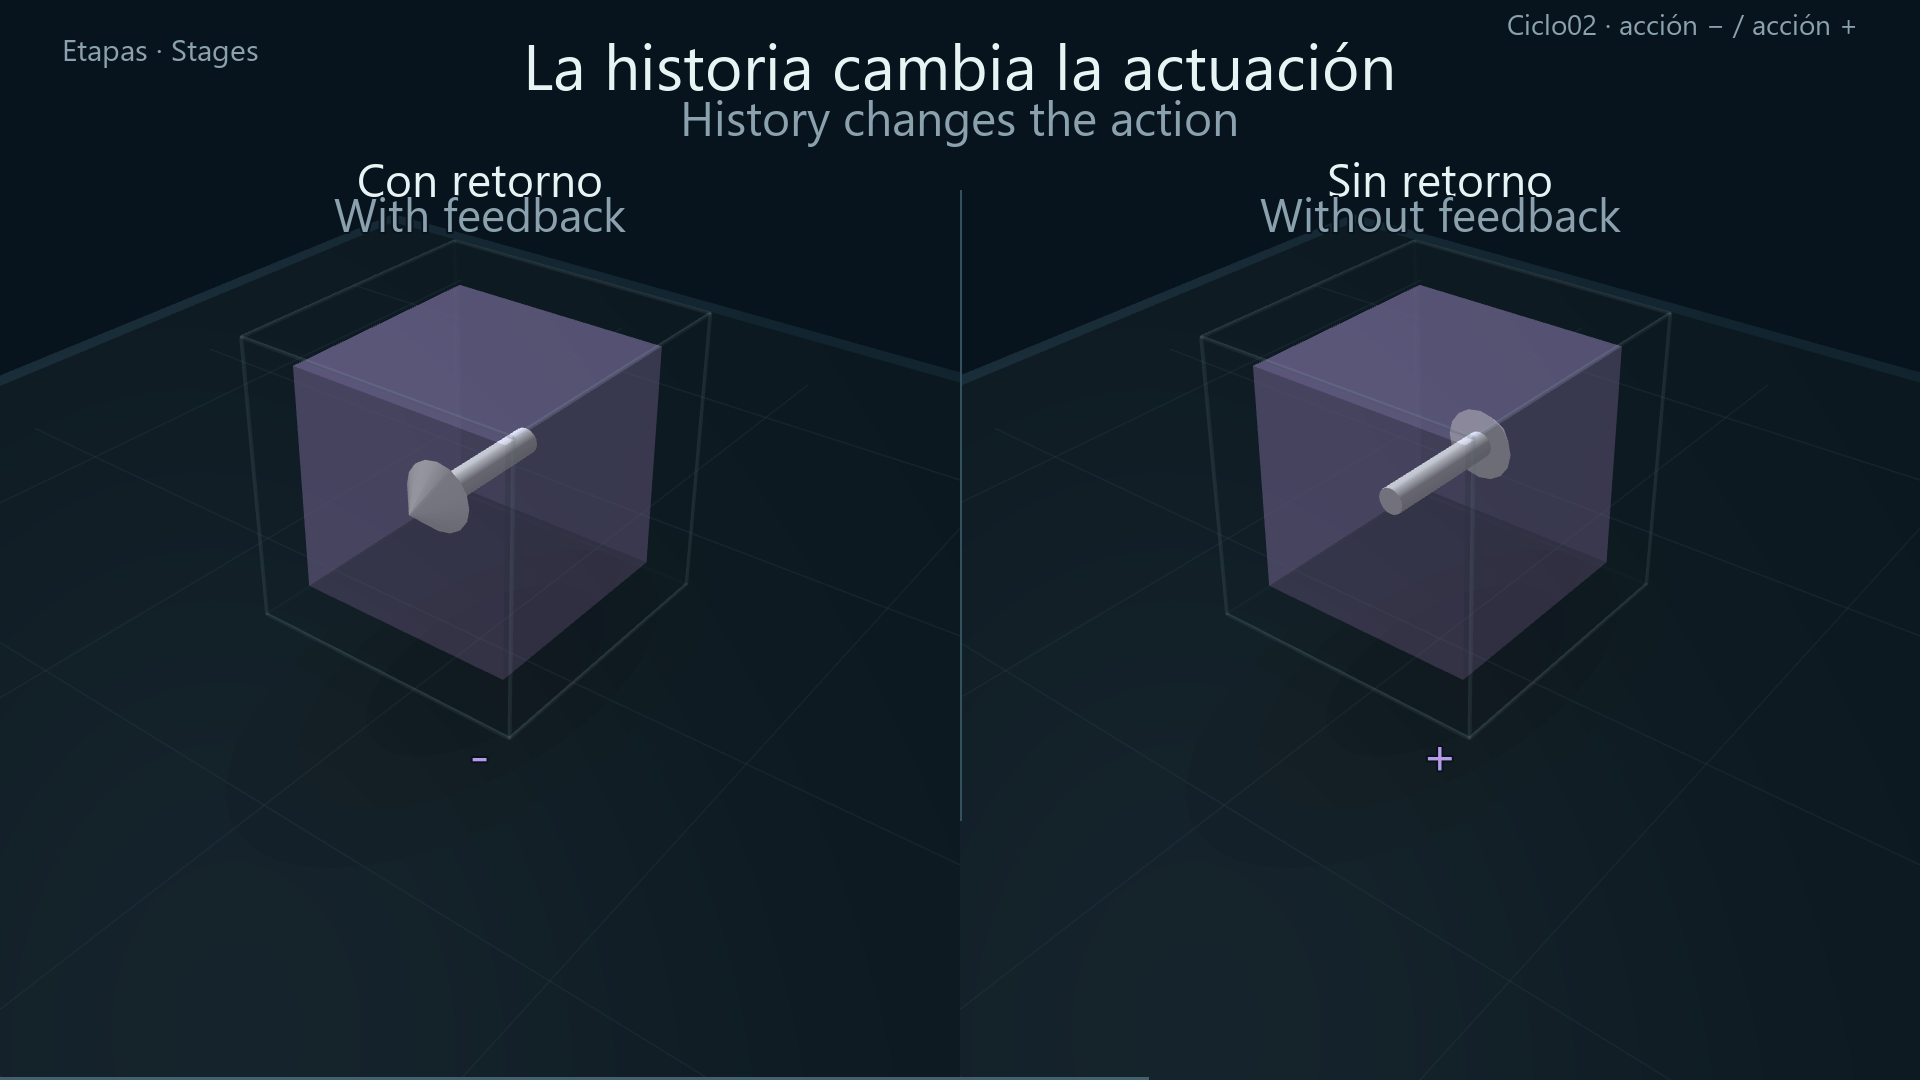 Etapas · Stages
Ciclo02 · acción − / acción +
La historia cambia la actuación
History changes the action
Con retorno
With feedback
Sin retorno
Without feedback
-
+